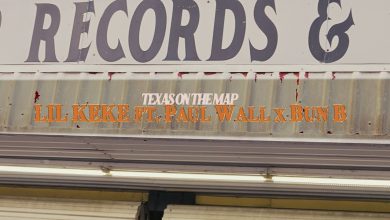 RECORDS &
TEXAS ON THE MAP
LIL KEKE FT. PAUL WALL X BUN B